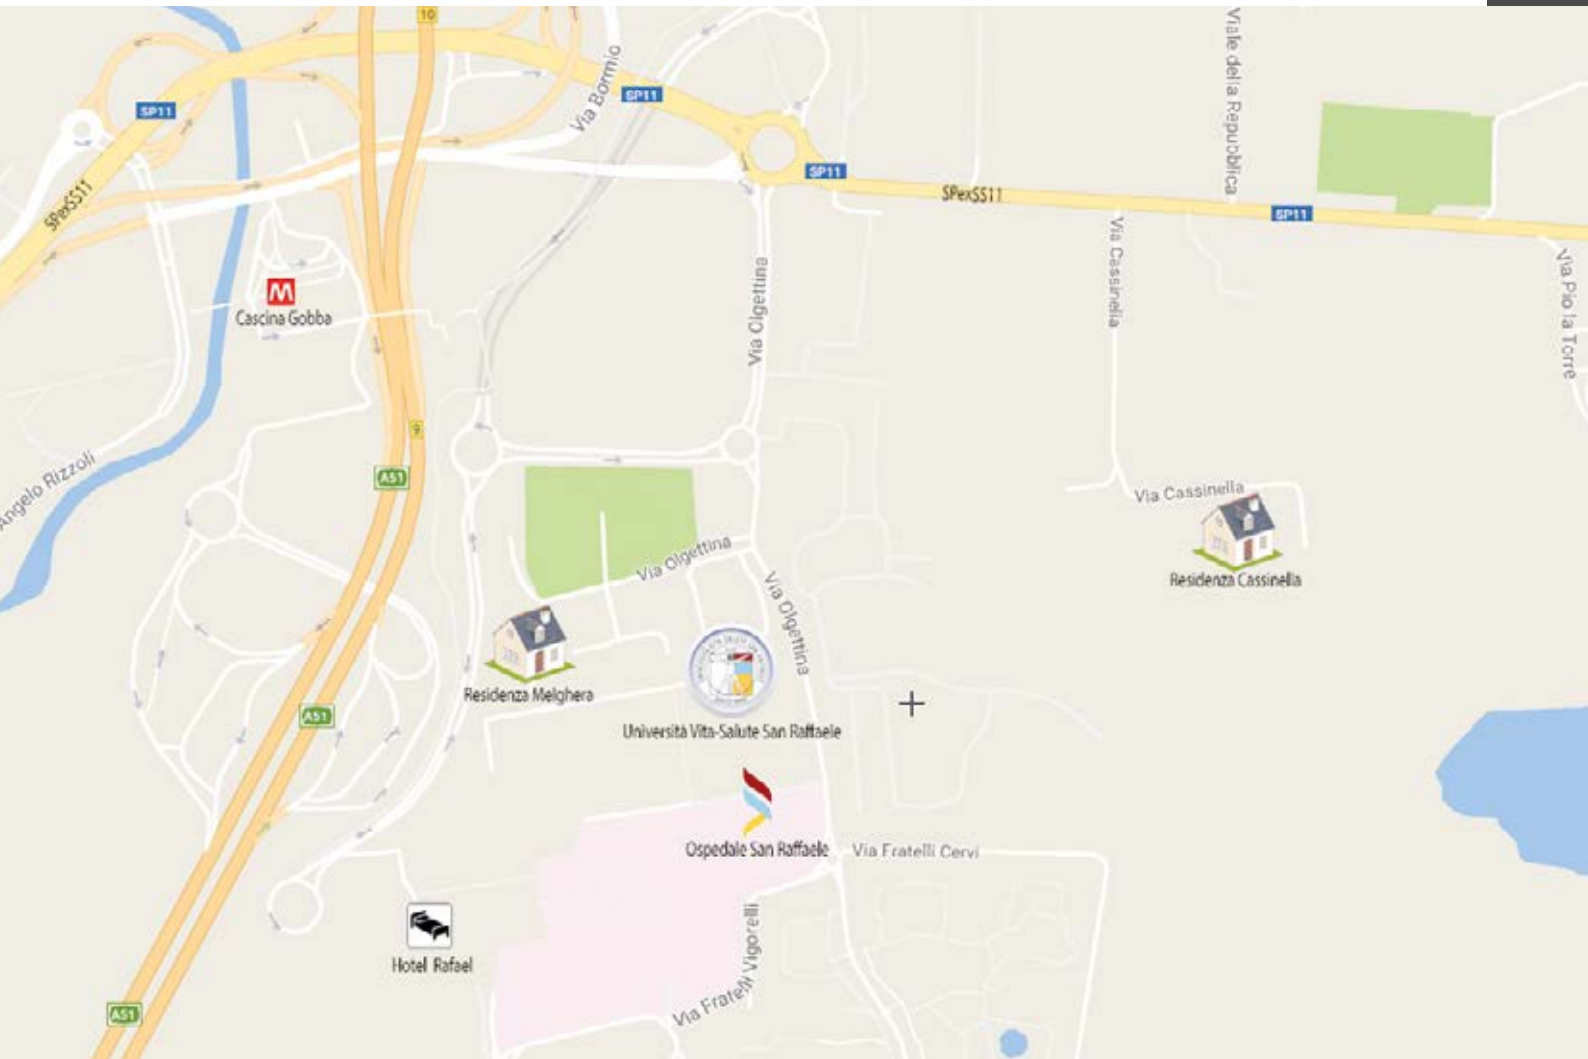 10
Viale della Repubblica
Via Bormio
SP11
SP11
SP11
SPexSS11
SPexSS11
SP11
Via Cassinella
Via Pio la Torre
Via Olgettina
M
Cascina Gobba
9
A51
Angelo Rizzoli
Via Cassinella
Residenza Cassinella
Via Olgettina
Via Olgettina
Residenza Melghera
A51
Università Vita-Salute San Raffaele
Ospedale San Raffaele
Via Fratelli Cervi
Hotel Rafael
Via Fratelli Vigorelli
A51